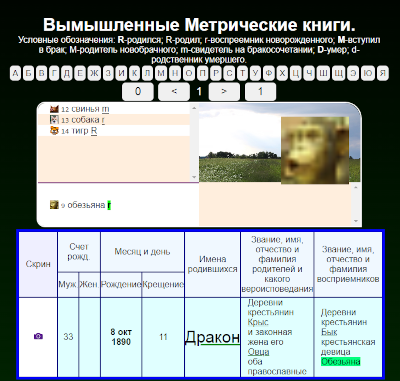 Вымышленные Метрические книги.
Условные обозначения: R-родился; R-родил; r-восприемник новорожденного; M-вступил
в брак; M-родитель новобрачного; m-свидетель на бракосочетании; D-умер; d-
родственник умершего.
А Б В Г Д Е Ж З И К Л М Н О П Р С Т У Ф Х Ц Ч Ш Щ Э Ю Я
0 < 1 > 1
12 свинья m
13 собака r
14 тигр R
9 обезьяна r
Скрин
Счет
рожд.
Месяц и день
Имена
родившихся
Звание, имя,
отчество и
фамилия
родителей и
какого
вероисповедания
Звание, имя,
отчество и
фамилия
восприемников
Муж. Жен. Рождение Крещение
33
8 окт
1890
11
Дракон
Деревни
крестьянин
Крыс
и законная
жена его
Овца
оба
православные
Деревни
крестьянин
Бык
крестьянская
девица
Обезьяна